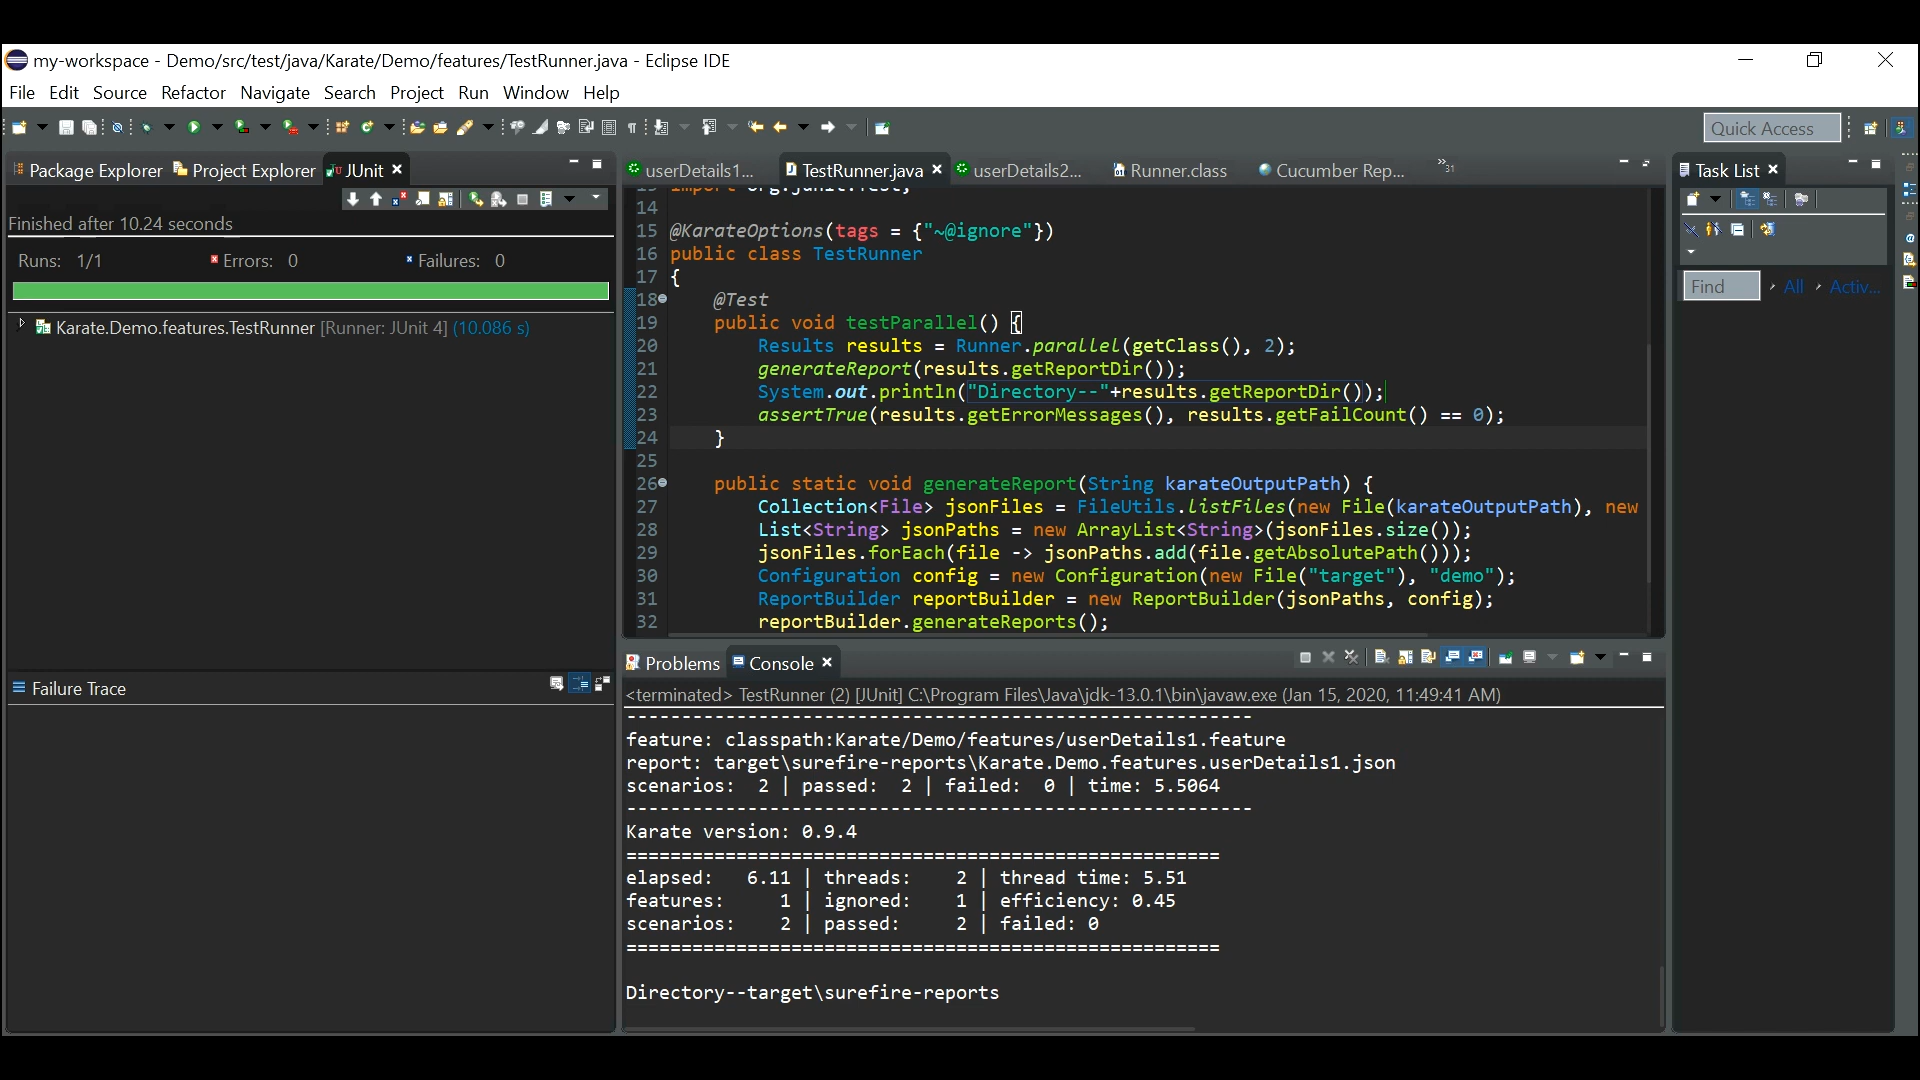 my-workspace - Demo/src/test/java/Karate/Demo/features/TestRunner.java - Eclipse IDE
File Edit Source Refactor Navigate Search Project Run Window Help
Quick Access
Package Explorer Project Explorer JUnit
Finished after 10.24 seconds
Runs: 1/1 Errors: 0 Failures: 0
Karate.Demo.features.TestRunner [Runner: JUnit 4] (10.086 s)
Failure Trace
userDetails1... TestRunner.java userDetails2... Runner.class Cucumber Rep... »31
14
15 @KarateOptions(tags = {"~@ignore"})
16 public class TestRunner
17 {
18 @Test
19 public void testParallel() {
20 Results results = Runner.parallel(getClass(), 2);
21 generateReport(results.getReportDir());
22 System.out.println("Directory--"+results.getReportDir());
23 assertTrue(results.getErrorMessages(), results.getFailCount() == 0);
24 }
25
26 public static void generateReport(String karateOutputPath) {
27 Collection<File> jsonFiles = FileUtils.listFiles(new File(karateOutputPath), new
28 List<String> jsonPaths = new ArrayList<String>(jsonFiles.size());
29 jsonFiles.forEach(file -> jsonPaths.add(file.getAbsolutePath()));
30 Configuration config = new Configuration(new File("target"), "demo");
31 ReportBuilder reportBuilder = new ReportBuilder(jsonPaths, config);
32 reportBuilder.generateReports();
Problems Console
<terminated> TestRunner (2) [JUnit] C:\Program Files\Java\jdk-13.0.1\bin\javaw.exe (Jan 15, 2020, 11:49:41 AM)
---------------------------------------------------------
feature: classpath:Karate/Demo/features/userDetails1.feature
report: target\surefire-reports\Karate.Demo.features.userDetails1.json
scenarios: 2 | passed: 2 | failed: 0 | time: 5.5064
---------------------------------------------------------
Karate version: 0.9.4
======================================================
elapsed: 6.11 | threads: 2 | thread time: 5.51
features: 1 | ignored: 1 | efficiency: 0.45
scenarios: 2 | passed: 2 | failed: 0
======================================================
Directory--target\surefire-reports
Task List
Find All Activ...